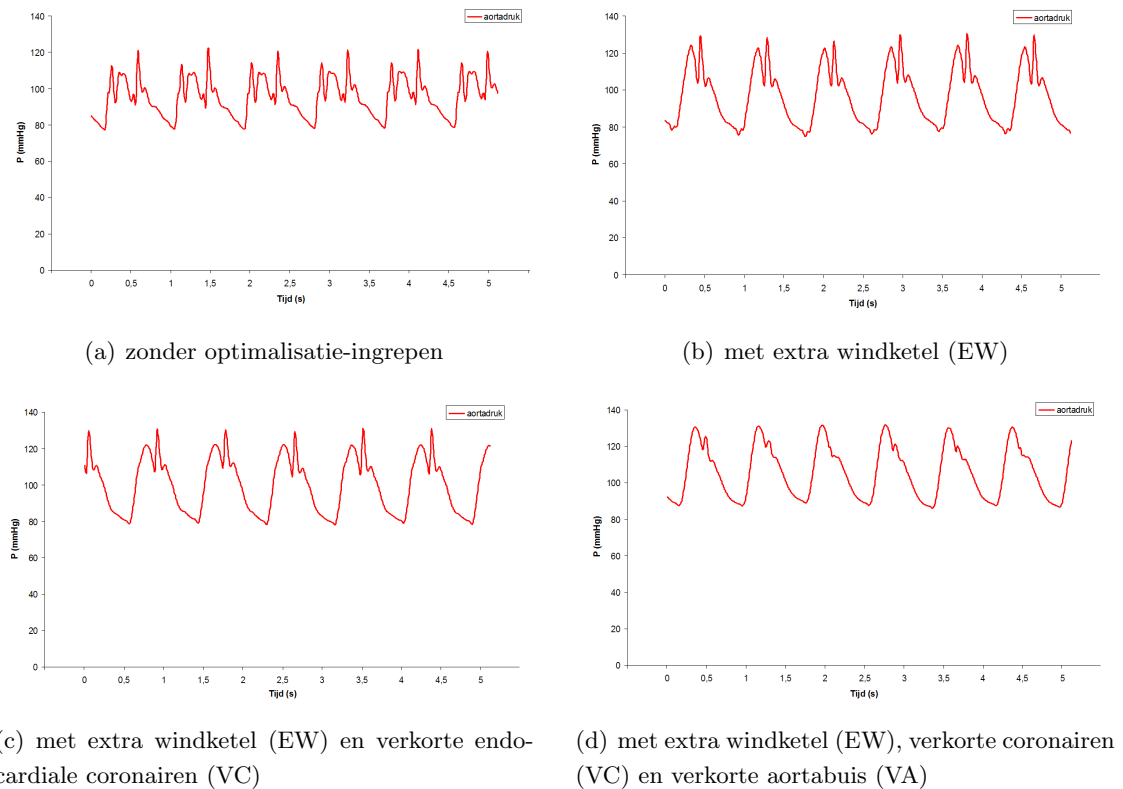 aortadruk
140
120
100
80
60
40
20
0
P (mmHg)
0 0,5 1 1,5 2 2,5 3 3,5 4 4,5 5
Tijd (s)
(a) zonder optimalisatie-ingrepen
aortadruk
140
120
100
80
60
40
20
0
P (mmHg)
0 0,5 1 1,5 2 2,5 3 3,5 4 4,5 5
Tijd (s)
(b) met extra windketel (EW)
aortadruk
140
120
100
80
60
40
20
0
P (mmHg)
0 0,5 1 1,5 2 2,5 3 3,5 4 4,5 5
Tijd (s)
(c) met extra windketel (EW) en verkorte endo-
cardiale coronairen (VC)
aortadruk
140
120
100
80
60
40
20
0
P (mmHg)
0 0,5 1 1,5 2 2,5 3 3,5 4 4,5 5
Tijd (s)
(d) met extra windketel (EW), verkorte coronairen
(VC) en verkorte aortabuis (VA)